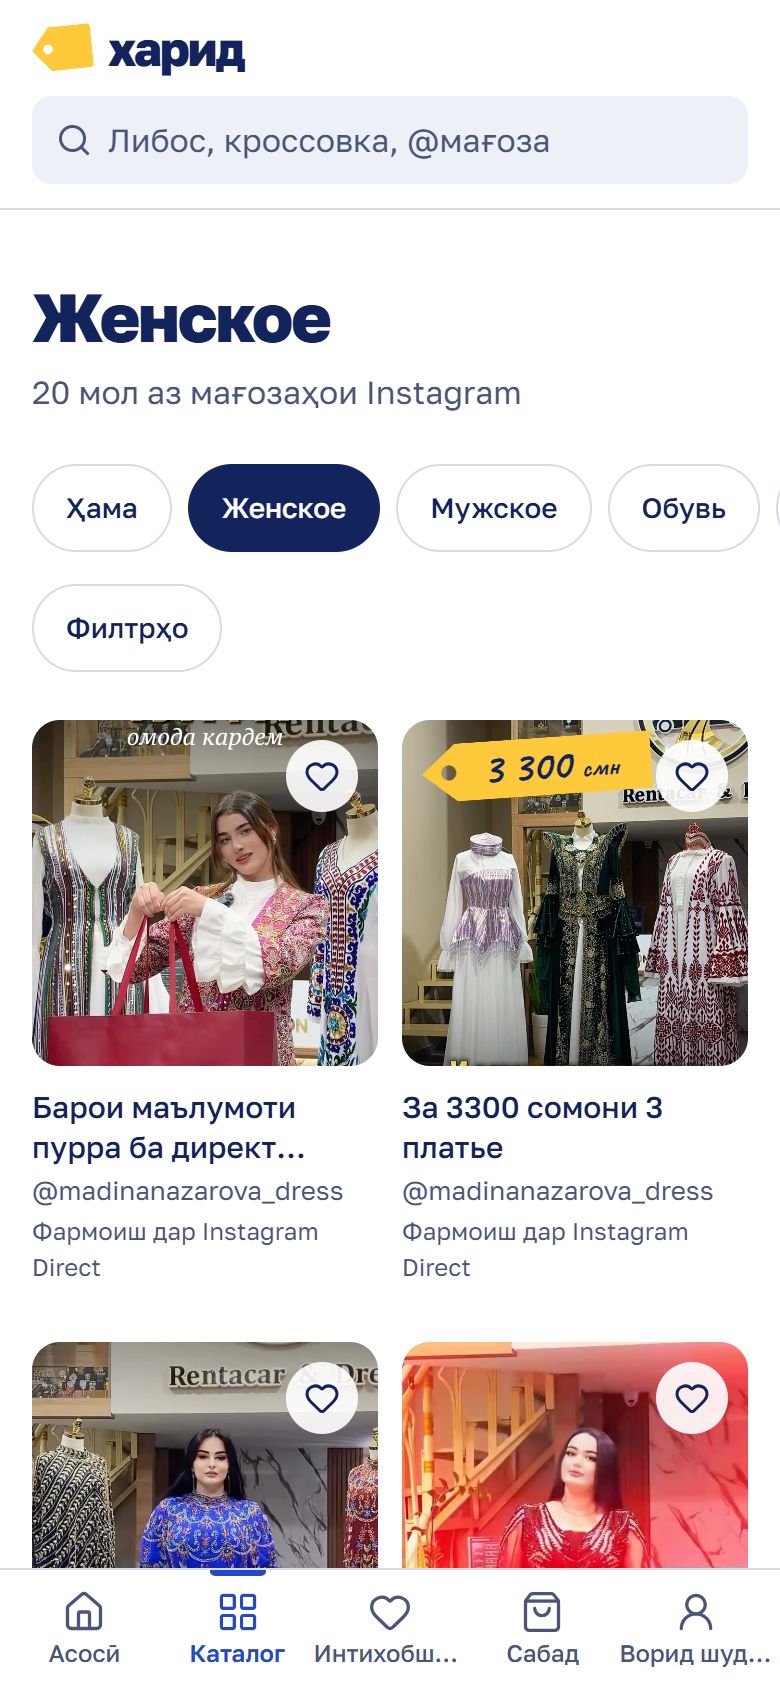 харид
Либос, кроссовка, @мағоза
Женское
20 мол аз мағозаҳои Instagram
Ҳама
Женское
Мужское
Обувь
Филтрҳо
омода кардем
3 300 смн
Барои маълумоти
пурра ба директ...
@madinanazarova_dress
Фармоиш дар Instagram
Direct
За 3300 сомони 3
платье
@madinanazarova_dress
Фармоиш дар Instagram
Direct
Rentacar & Dre
Асосӣ
Каталог
Интихобш...
Сабад
Ворид шуд...